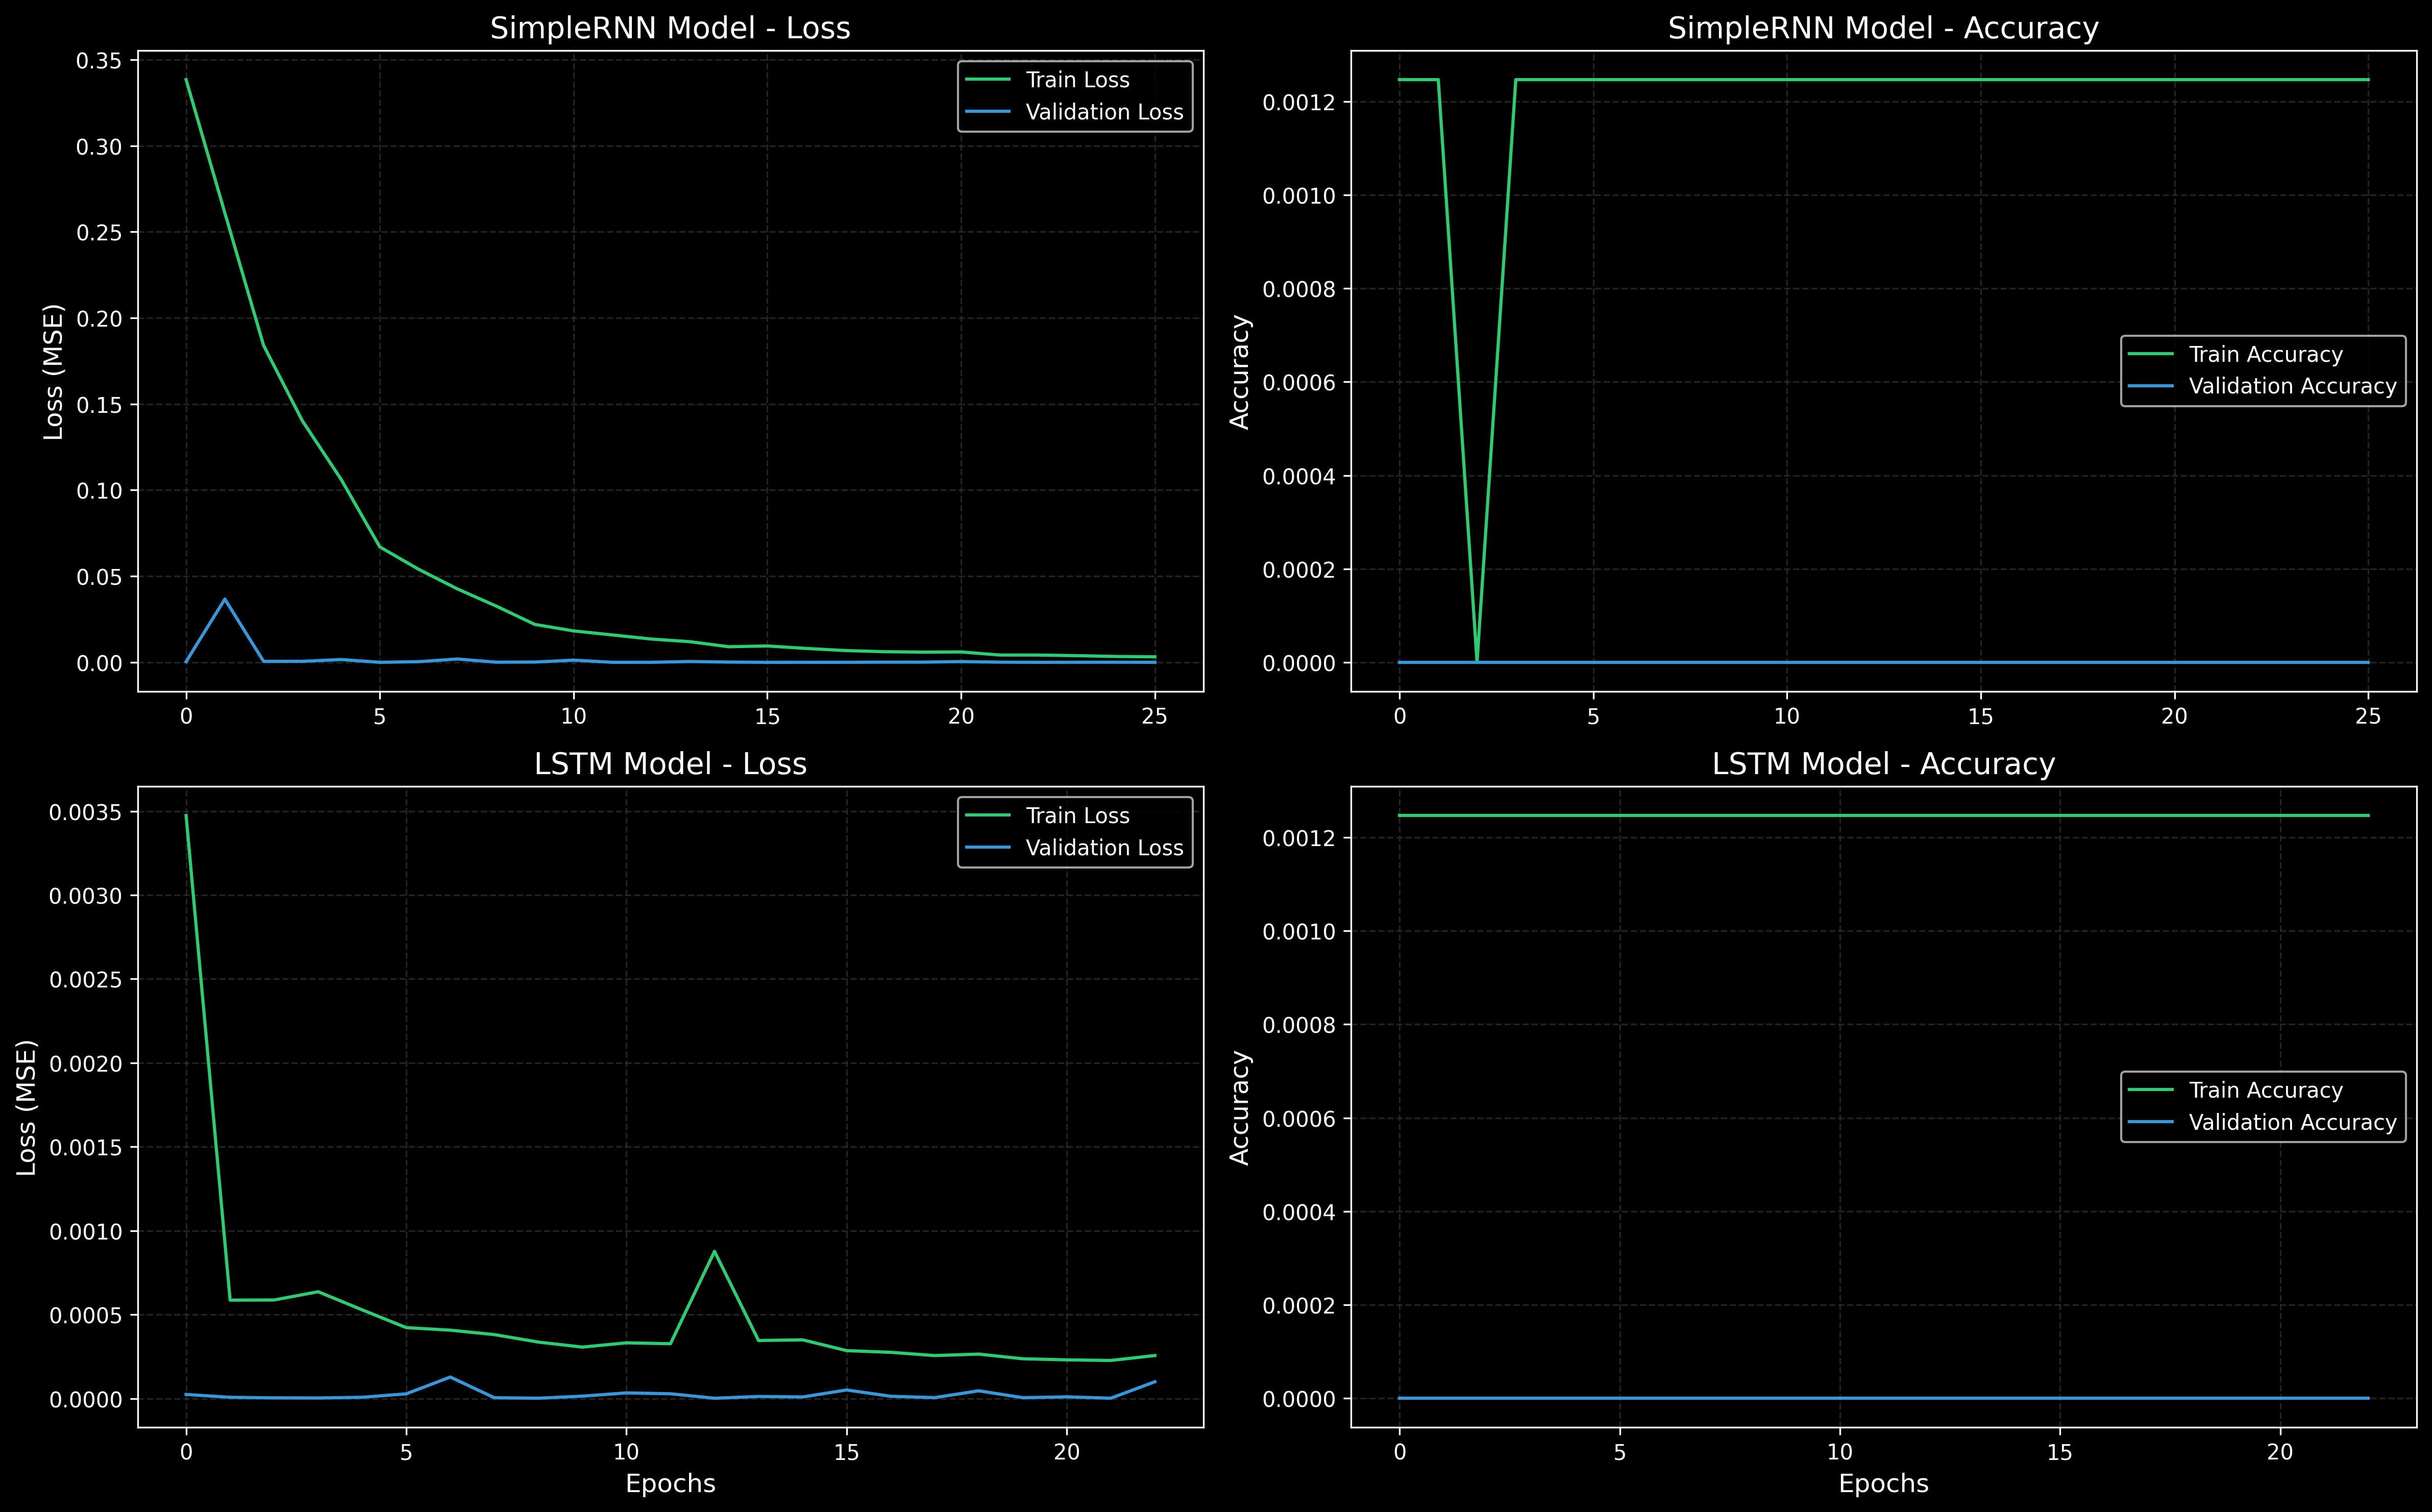 SimpleRNN Model - Loss
Loss (MSE)
0.35
0.30
0.25
0.20
0.15
0.10
0.05
0.00
0 5 10 15 20 25
Train Loss
Validation Loss
SimpleRNN Model - Accuracy
Accuracy
0.0012
0.0010
0.0008
0.0006
0.0004
0.0002
0.0000
0 5 10 15 20 25
Train Accuracy
Validation Accuracy
LSTM Model - Loss
Loss (MSE)
0.0035
0.0030
0.0025
0.0020
0.0015
0.0010
0.0005
0.0000
0 5 10 15 20
Epochs
Train Loss
Validation Loss
LSTM Model - Accuracy
Accuracy
0.0012
0.0010
0.0008
0.0006
0.0004
0.0002
0.0000
0 5 10 15 20
Epochs
Train Accuracy
Validation Accuracy